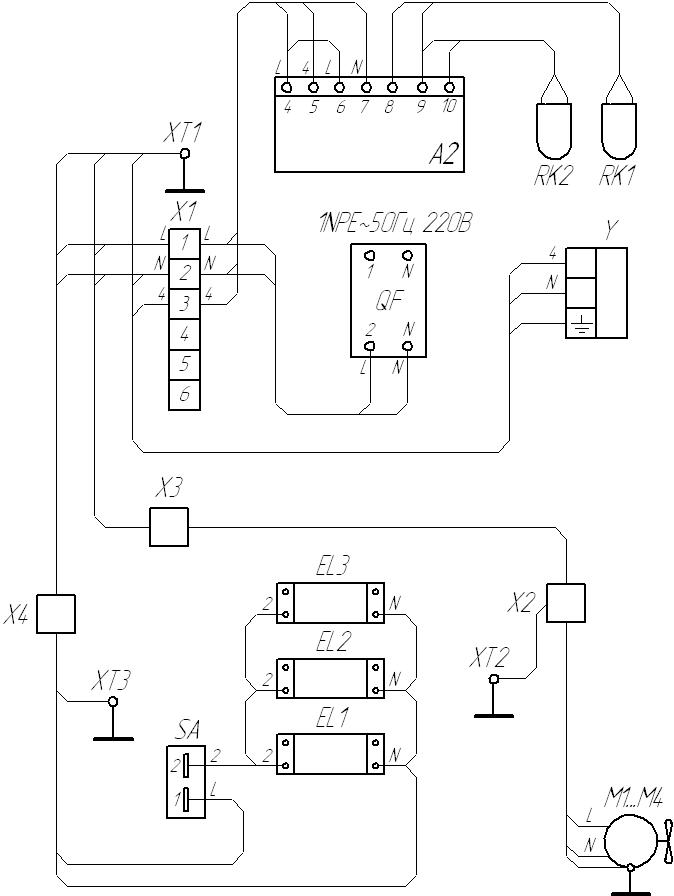 L 4 L N
4 5 6 7 8 9 10
A2
RK2 RK1
XT1
X1
L 1 L
N 2 N
4 3 4
4
5
6
1NPE~50Гц 220В
1 N
QF
2 N
L N
Y
4
N
X3
X4
X2
EL3
2 N
EL2
2 N
EL1
2 N
XT3
XT2
SA
2 2
1 L
M1...M4
L
N